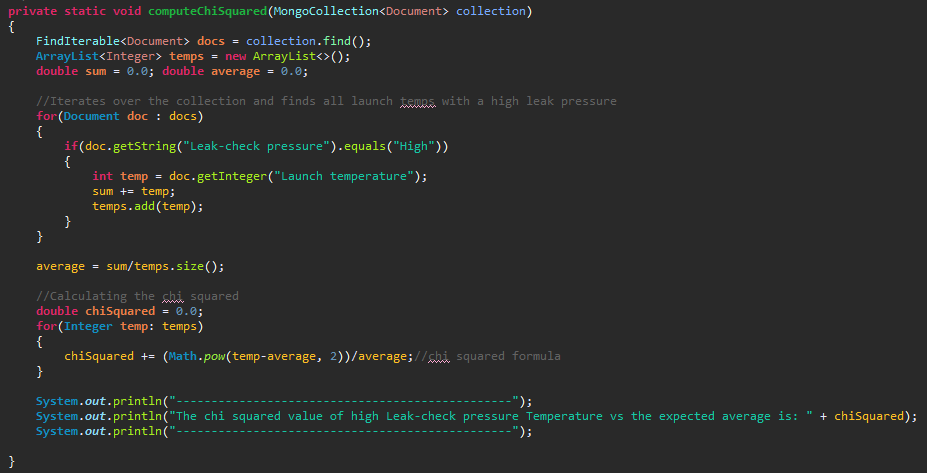 private static void computeChiSquared(MongoCollection<Document> collection)
{
    FindIterable<Document> docs = collection.find();
    ArrayList<Integer> temps = new ArrayList<>();
    double sum = 0.0; double average = 0.0;

    //Iterates over the collection and finds all launch temps with a high leak pressure
    for(Document doc : docs)
    {
        if(doc.getString("Leak-check pressure").equals("High"))
        {
            int temp = doc.getInteger("Launch temperature");
            sum += temp;
            temps.add(temp);
        }
    }

    average = sum/temps.size();

    //Calculating the chi squared
    double chiSquared = 0.0;
    for(Integer temp: temps)
    {
        chiSquared += (Math.pow(temp-average, 2))/average;//chi squared formula
    }

    System.out.println("------------------------------------------------");
    System.out.println("The chi squared value of high Leak-check pressure Temperature vs the expected average is: " + chiSquared);
    System.out.println("------------------------------------------------");

}